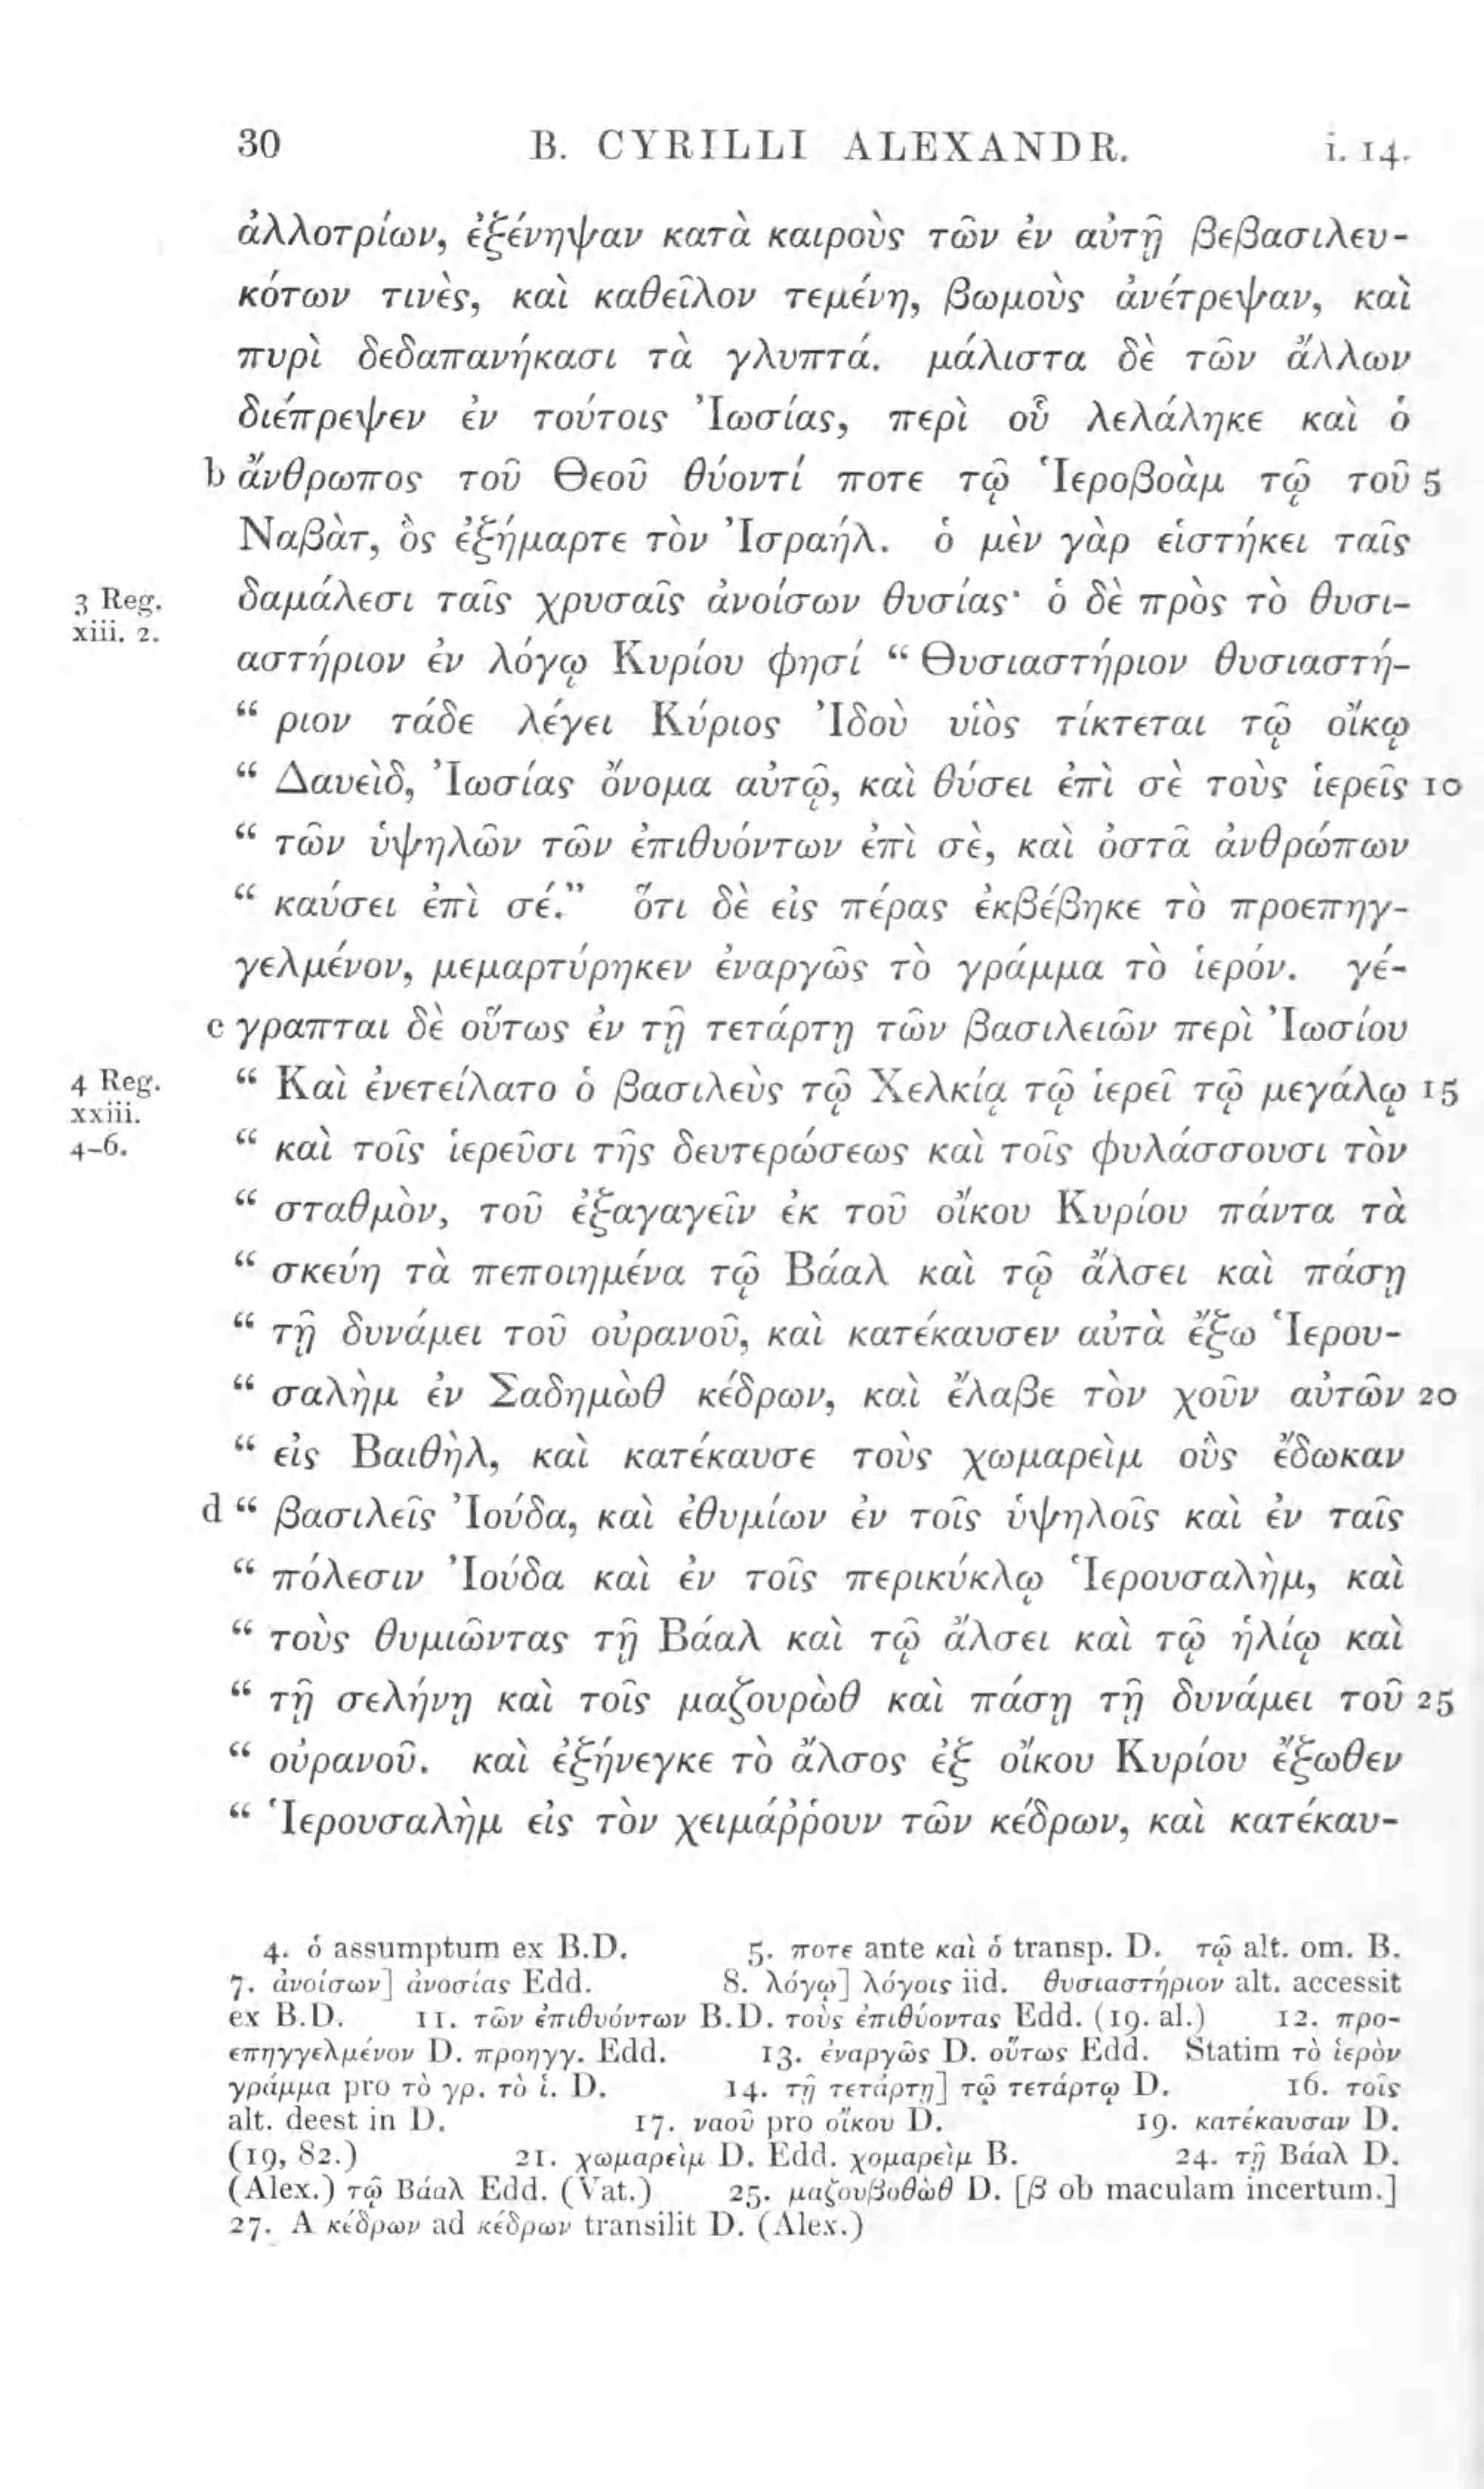 30 B. CYRILLI ALEXANDR. i. 14.
ἀλλοτρίων, ἐξένηψαν κατὰ καιροὺς τῶν ἐν αὐτῇ βεβασιλευ-
κότων τινὲς, καὶ καθεῖλον τεμένη, βωμοὺς ἀνέτρεψαν, καὶ
πυρὶ δεδαπανήκασι τὰ γλυπτά. μάλιστα δὲ τῶν ἄλλων
διέπρεψεν ἐν τούτοις Ἰωσίας, περὶ οὗ λελάληκε καὶ ὁ
b ἄνθρωπος τοῦ Θεοῦ θύοντί ποτε τῷ Ἱεροβοὰμ τῷ τοῦ 5
Ναβὰτ, ὃς ἐξήμαρτε τὸν Ἰσραήλ. ὁ μὲν γὰρ εἱστήκει ταῖς
3 Reg. δαμάλεσι ταῖς χρυσαῖς ἀνοίσων θυσίας· ὁ δὲ πρὸς τὸ θυσι-
xiii. 2. αστήριον ἐν λόγῳ Κυρίου φησί “ Θυσιαστήριον θυσιαστή-
“ ριον τάδε λέγει Κύριος Ἰδοὺ υἱὸς τίκτεται τῷ οἴκῳ
“ Δαυεὶδ, Ἰωσίας ὄνομα αὐτῷ, καὶ θύσει ἐπὶ σὲ τοὺς ἱερεῖς 10
“ τῶν ὑψηλῶν τῶν ἐπιθυόντων ἐπὶ σὲ, καὶ ὀστᾶ ἀνθρώπων
“ καύσει ἐπὶ σέ.” ὅτι δὲ εἰς πέρας ἐκβέβηκε τὸ προεπηγ-
γελμένον, μεμαρτύρηκεν ἐναργῶς τὸ γράμμα τὸ ἱερόν. γέ-
c γραπται δὲ οὕτως ἐν τῇ τετάρτῃ τῶν βασιλειῶν περὶ Ἰωσίου
4 Reg. “ Καὶ ἐνετείλατο ὁ βασιλεὺς τῷ Χελκίᾳ τῷ ἱερεῖ τῷ μεγάλῳ 15
xxiii.
4-6. “ καὶ τοῖς ἱερεῦσι τῆς δευτερώσεως καὶ τοῖς φυλάσσουσι τὸν
“ σταθμὸν, τοῦ ἐξαγαγεῖν ἐκ τοῦ οἴκου Κυρίου πάντα τὰ
“ σκεύη τὰ πεποιημένα τῷ Βάαλ καὶ τῷ ἄλσει καὶ πάσῃ
“ τῇ δυνάμει τοῦ οὐρανοῦ, καὶ κατέκαυσεν αὐτὰ ἔξω Ἱερου-
“ σαλὴμ ἐν Σαδημὼθ κέδρων, καὶ ἔλαβε τὸν χοῦν αὐτῶν 20
“ εἰς Βαιθὴλ, καὶ κατέκαυσε τοὺς χωμαρεὶμ οὓς ἔδωκαν
d “ βασιλεῖς Ἰούδα, καὶ ἐθυμίων ἐν τοῖς ὑψηλοῖς καὶ ἐν ταῖς
“ πόλεσιν Ἰούδα καὶ ἐν τοῖς περικύκλῳ Ἱερουσαλὴμ, καὶ
“ τοὺς θυμιῶντας τῇ Βάαλ καὶ τῷ ἄλσει καὶ τῷ ἡλίῳ καὶ
“ τῇ σελήνῃ καὶ τοῖς μαζουρὼθ καὶ πάσῃ τῇ δυνάμει τοῦ 25
“ οὐρανοῦ. καὶ ἐξήνεγκε τὸ ἄλσος ἐξ οἴκου Κυρίου ἔξωθεν
“ Ἱερουσαλὴμ εἰς τὸν χειμάῤῥουν τῶν κέδρων, καὶ κατέκαυ-
4. ὁ assumptum ex B.D. 5. ποτε ante καὶ ὁ transp. D. τῷ alt. om. B.
7. ἀνοίσων] ἀνοσίας Edd. 8. λόγῳ] λόγοις iid. θυσιαστήριον alt. accessit
ex B.D. 11. τῶν ἐπιθυόντων B.D. τοὺς ἐπιθύοντας Edd. (19. al.) 12. προ-
επηγγελμένον D. προηγγ. Edd. 13. ἐναργῶς D. οὕτως Edd. Statim τὸ ἱερὸν
γράμμα pro τὸ γρ. τὸ ἱ. D. 14. τῇ τετάρτῃ] τῷ τετάρτῳ D. 16. τοῖς
alt. deest in D. 17. ναοῦ pro οἴκου D. 19. κατέκαυσαν D.
(19, 82.) 21. χωμαρεὶμ D. Edd. χομαρεὶμ B. 24. τῇ Βάαλ D.
(Alex.) τῷ Βάαλ Edd. (Vat.) 25. μαζουβοθὼθ D. [β ob maculam incertum.]
27. A κέδρων ad κέδρων transilit D. (Alex.)